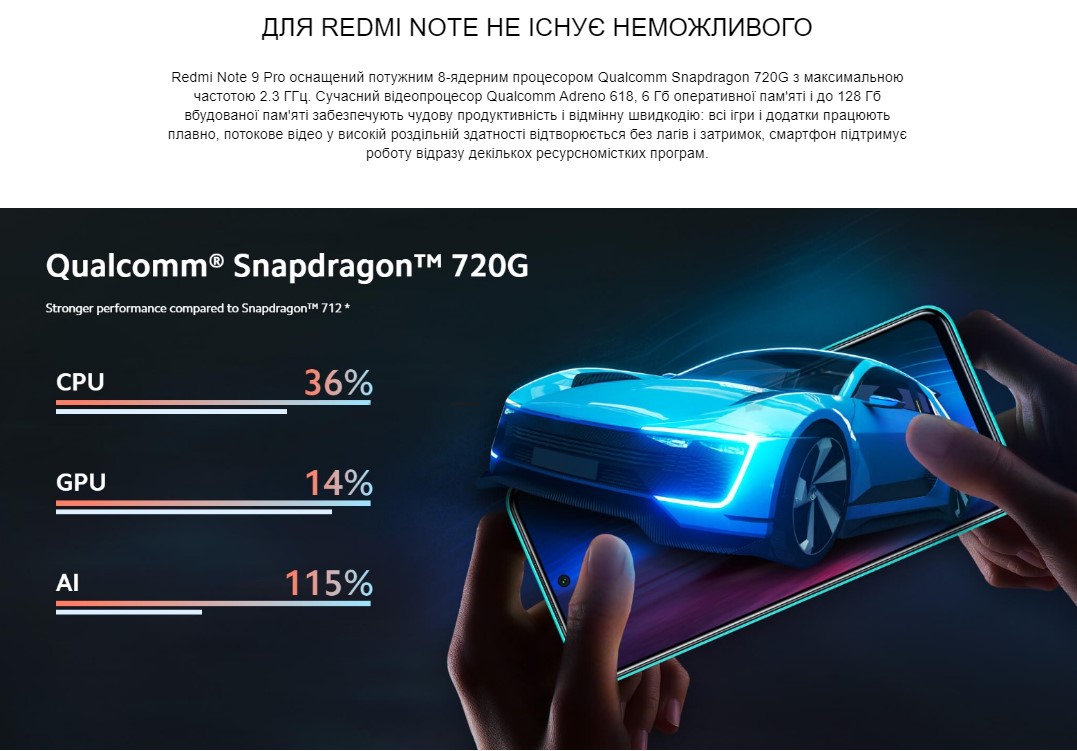 ДЛЯ REDMI NOTE НЕ ІСНУЄ НЕМОЖЛИВОГО
Redmi Note 9 Pro оснащений потужним 8-ядерним процесором Qualcomm Snapdragon 720G з максимальною
частотою 2.3 ГГц. Сучасний відеопроцесор Qualcomm Adreno 618, 6 Гб оперативної пам'яті і до 128 Гб
вбудованої пам'яті забезпечують чудову продуктивність і відмінну швидкодію: всі ігри і додатки працюють
плавно, потокове відео у високій роздільній здатності відтворюється без лагів і затримок, смартфон підтримує
роботу відразу декількох ресурсномістких програм.
Qualcomm® Snapdragon™ 720G
Stronger performance compared to Snapdragon™ 712 *
CPU 36%
GPU 14%
AI 115%